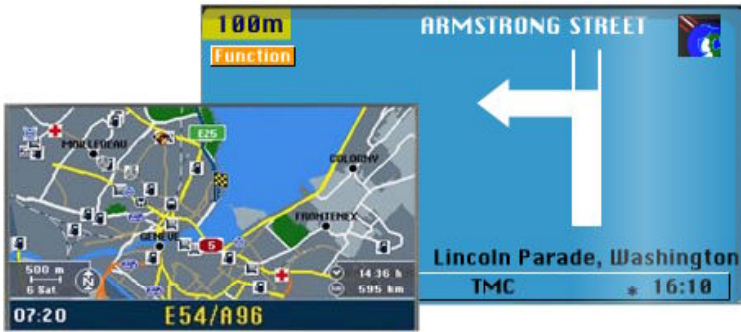 100m
ARMSTRONG STREET
Function
Lincoln Parade, Washington
TMC * 16:10
E25
MOILLEBEAU
COLOGNY
FRONTENEX
GENEVE
5
500 m
6 Sat
N
14:36 h
595 km
07:20
E54/A96